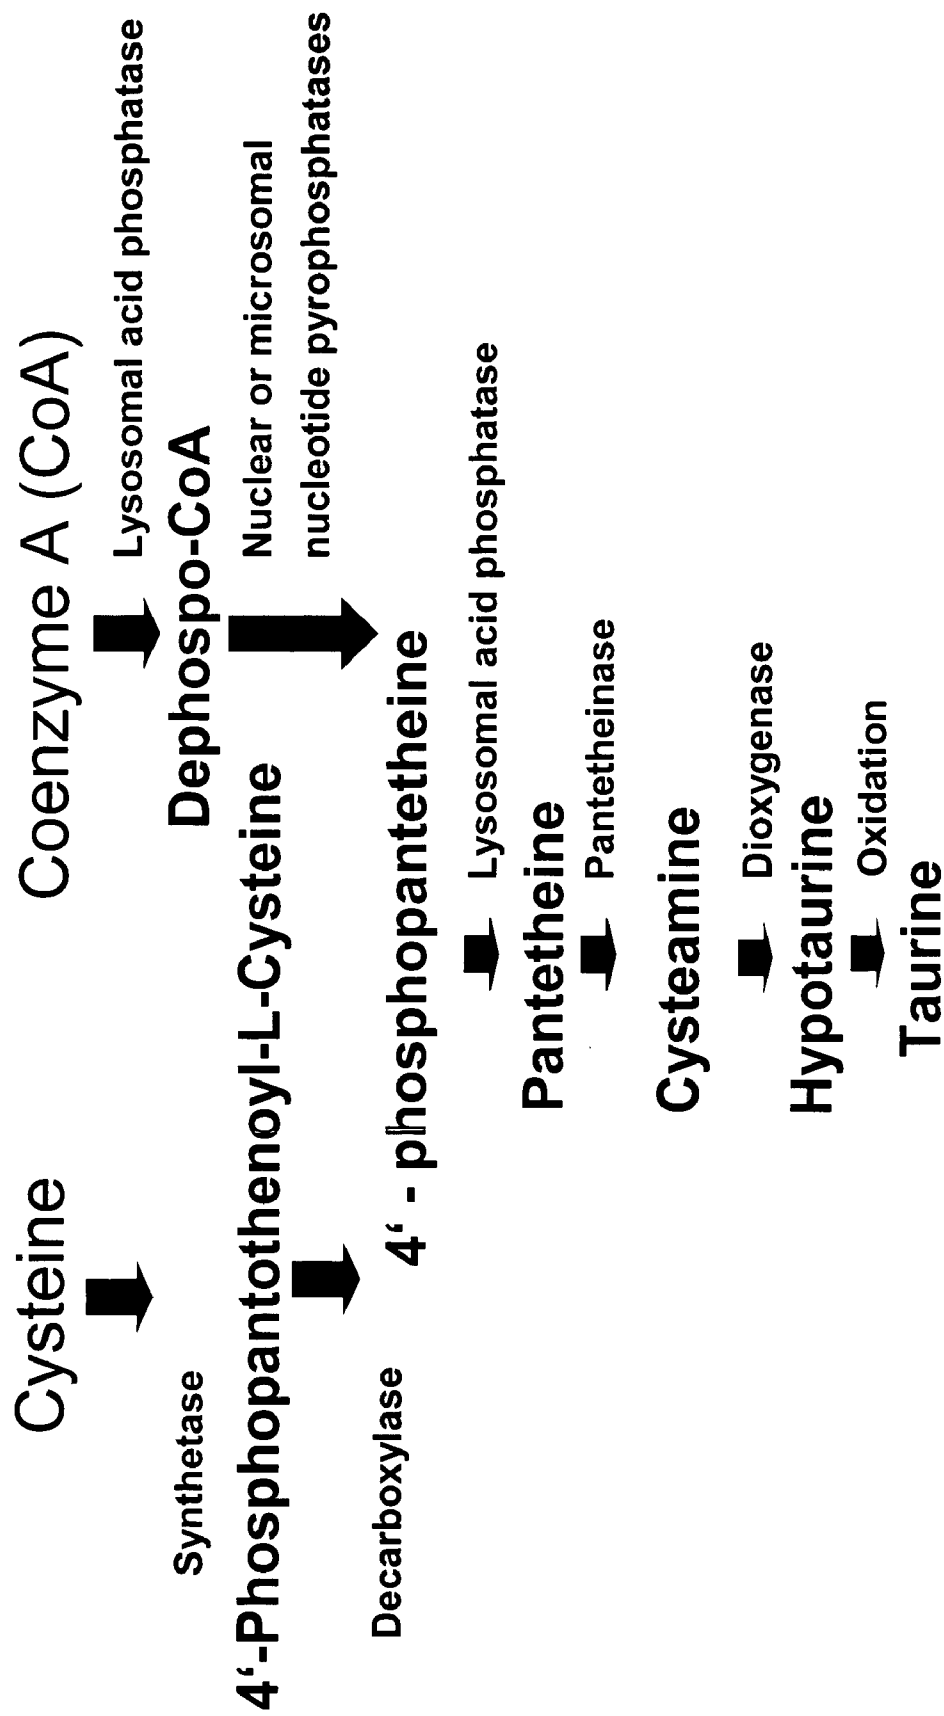 Cysteine
Coenzyme A (CoA)
Lysosomal acid phosphatase
Synthetase
Dephospo-CoA
4‘-Phosphopantothenoyl-L-Cysteine
Nuclear or microsomal
nucleotide pyrophosphatases
Decarboxylase
4‘ - phosphopantetheine
Lysosomal acid phosphatase
Pantetheine
Pantetheinase
Cysteamine
Dioxygenase
Hypotaurine
Oxidation
Taurine